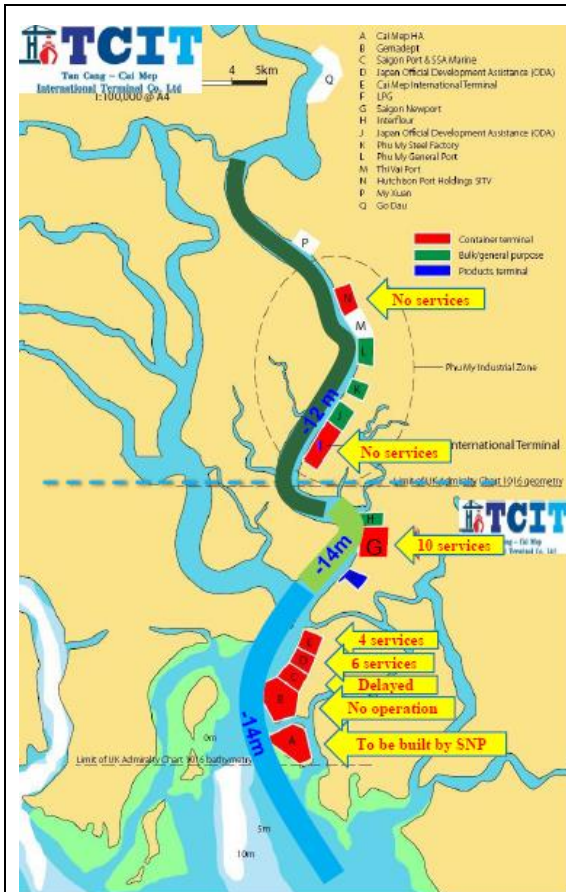 TCIT
Tan Cang – Cai Mep
International Terminal Co., Ltd
1:100,000 @ A4
4 5km
A Cai Mep HA
B Gemadept
C Saigon Port & SSA Marine
D Japan Official Development Assistance (ODA)
E Cai Mep International Terminal
F LPG
G Saigon Newport
H Interflour
J Japan Official Development Assistance (ODA)
K Phu My Steel Factory
L Phu My General Port
M Thi Vai Port
N Hutchison Port Holdings SITV
P My Xuan
Q Go Dau
Q
Container terminal
Bulk/general purpose
Products terminal
P
N
No services
M
L
Phu My Industrial Zone
K
J
-12 m
International Terminal
No services
Limit of UK Admiralty Chart 1016 geometry
TCIT
H
G
10 services
-14m
4 services
D
6 services
C
Delayed
B
No operation
-14m
A
To be built by SNP
0m
Limit of UK Admiralty Chart 1016 bathymetry
5m
10m